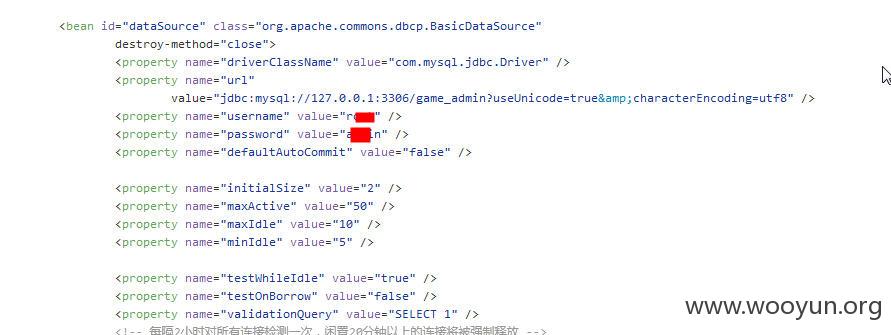 <bean id="dataSource" class="org.apache.commons.dbcp.BasicDataSource"
destroy-method="close">
<property name="driverClassName" value="com.mysql.jdbc.Driver" />
<property name="url"
value="jdbc:mysql://127.0.0.1:3306/game_admin?useUnicode=true&amp;characterEncoding=utf8" />
<property name="username" value="r" />
<property name="password" value="a in" />
<property name="defaultAutoCommit" value="false" />
<property name="initialSize" value="2" />
<property name="maxActive" value="50" />
<property name="maxIdle" value="10" />
<property name="minIdle" value="5" />
<property name="testWhileIdle" value="true" />
<property name="testOnBorrow" value="false" />
<property name="validationQuery" value="SELECT 1" />
<!-- 每隔2小时对所有连接检测一次，闲置20分钟以上的连接将被强制释放 -->
www.wooyun.org